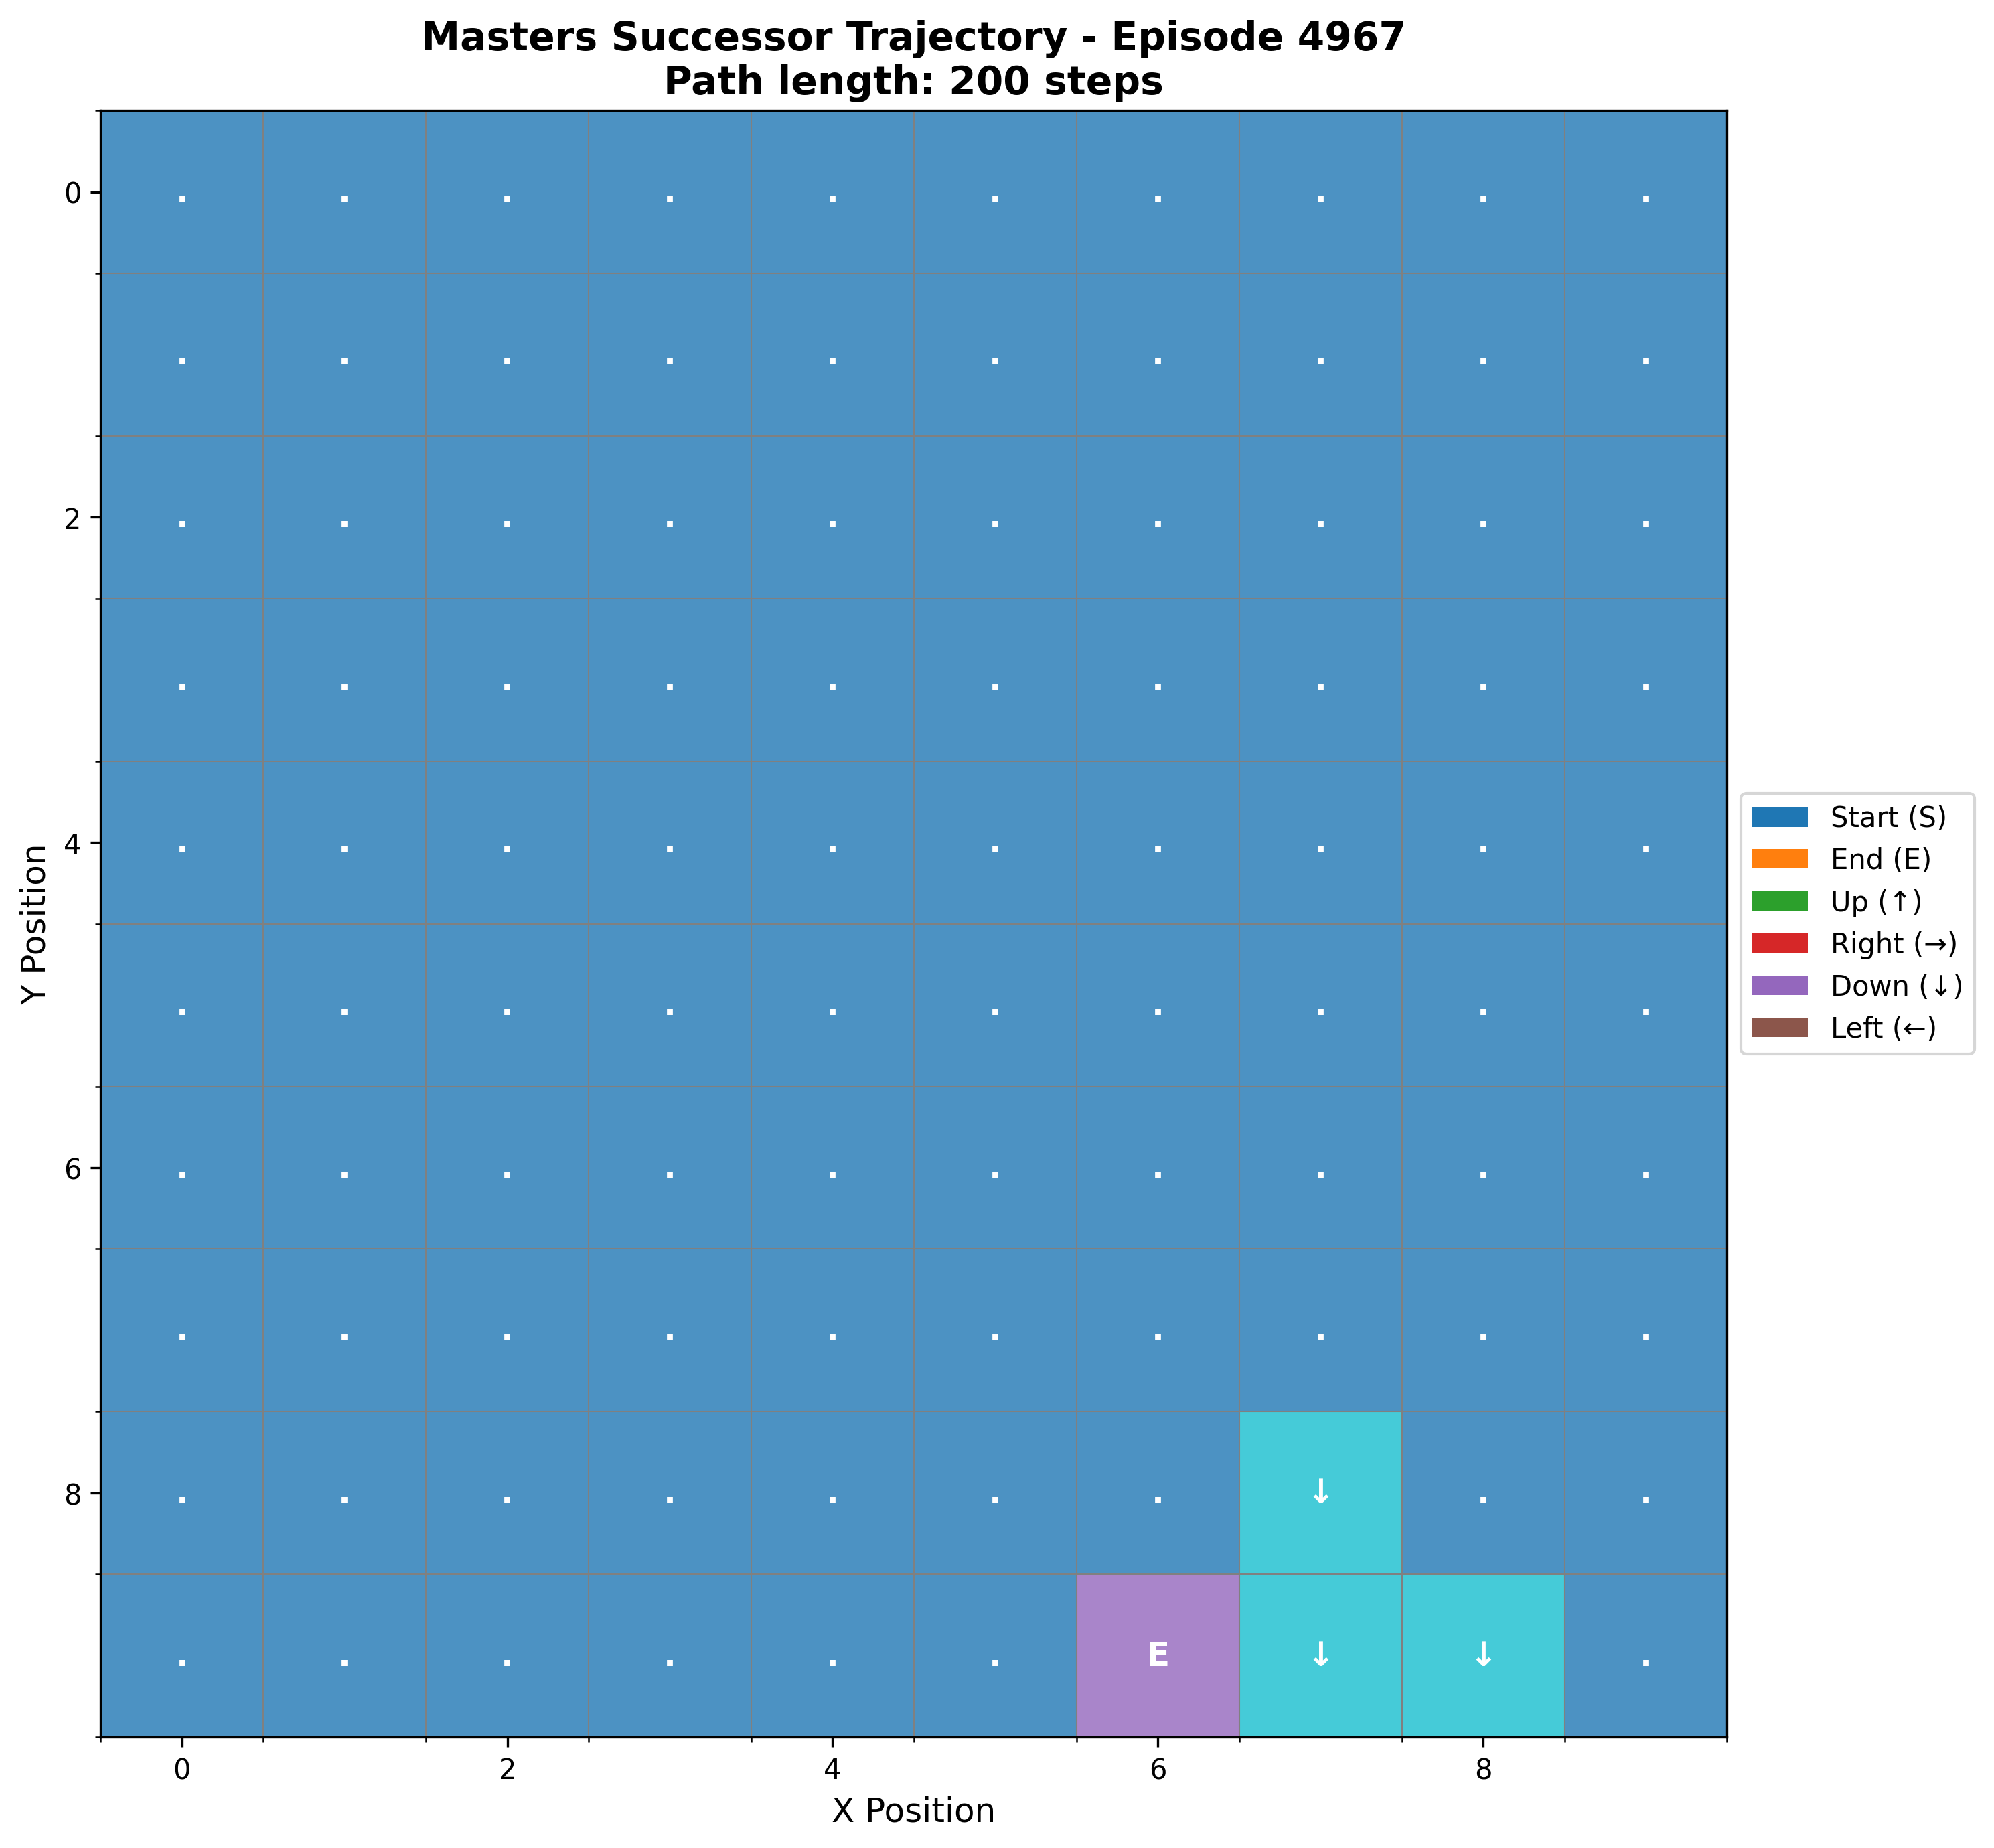 Masters Successor Trajectory - Episode 4967
Path length: 200 steps
0
2
4
6
8
Y Position
↓
E ↓ ↓
0 2 4 6 8
X Position
Start (S)
End (E)
Up (↑)
Right (→)
Down (↓)
Left (←)